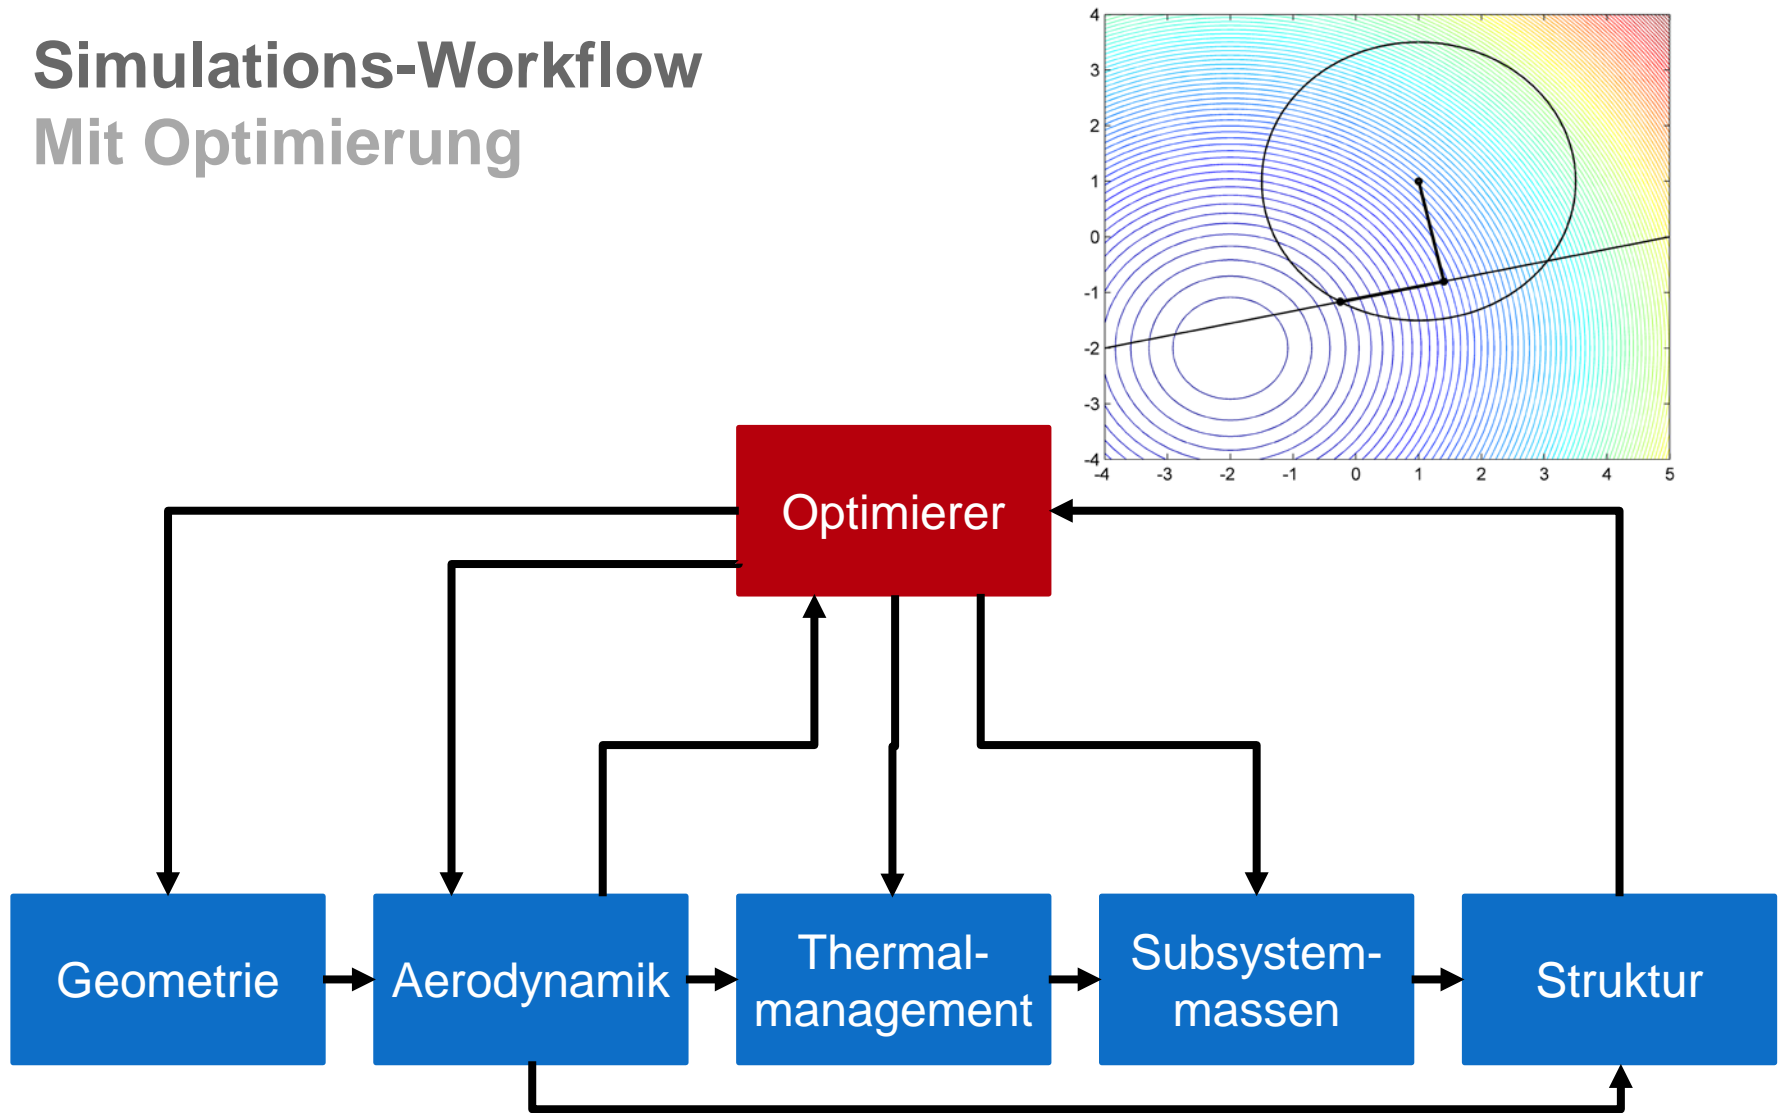 Simulations-Workflow
Mit Optimierung
4
3
2
1
0
-1
-2
-3
-4
-4 -3 -2 -1 0 1 2 3 4 5
Optimierer
Geometrie
Aerodynamik
Thermal-
management
Subsystem-
massen
Struktur